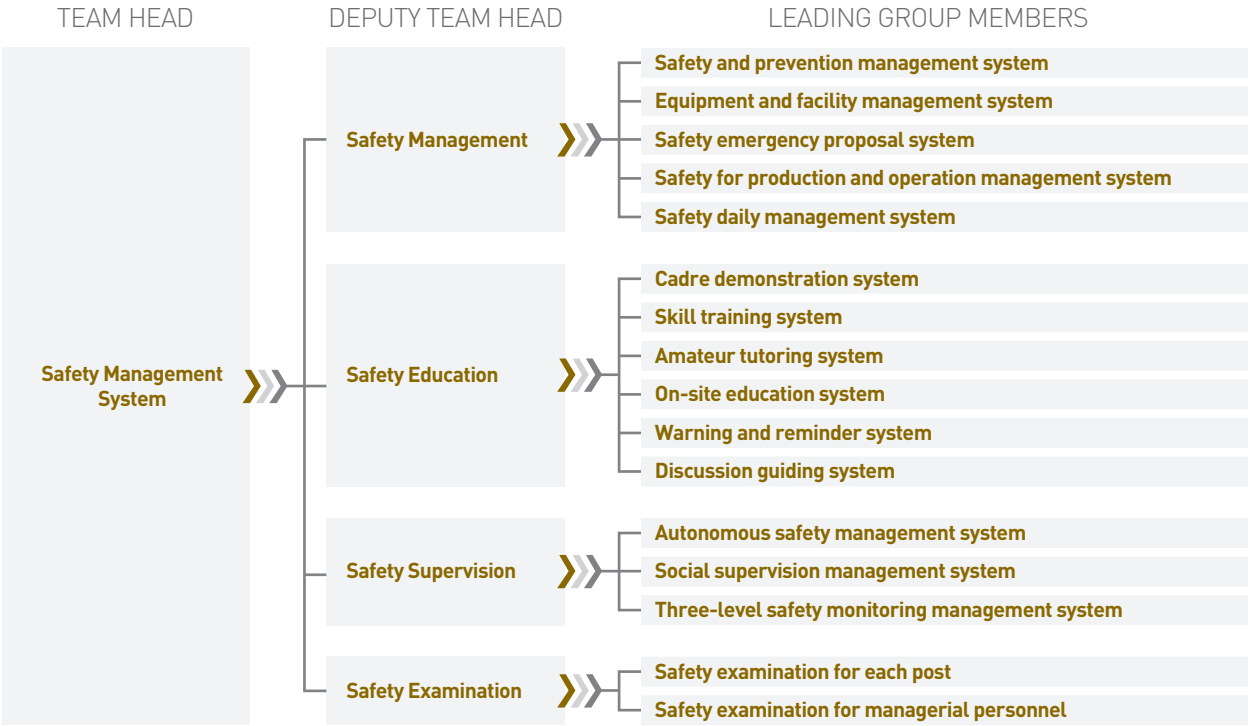 TEAM HEAD
DEPUTY TEAM HEAD
LEADING GROUP MEMBERS
Safety Management
System
Safety Management
Safety and prevention management system
Equipment and facility management system
Safety emergency proposal system
Safety for production and operation management system
Safety daily management system
Safety Education
Cadre demonstration system
Skill training system
Amateur tutoring system
On-site education system
Warning and reminder system
Discussion guiding system
Safety Supervision
Autonomous safety management system
Social supervision management system
Three-level safety monitoring management system
Safety Examination
Safety examination for each post
Safety examination for managerial personnel